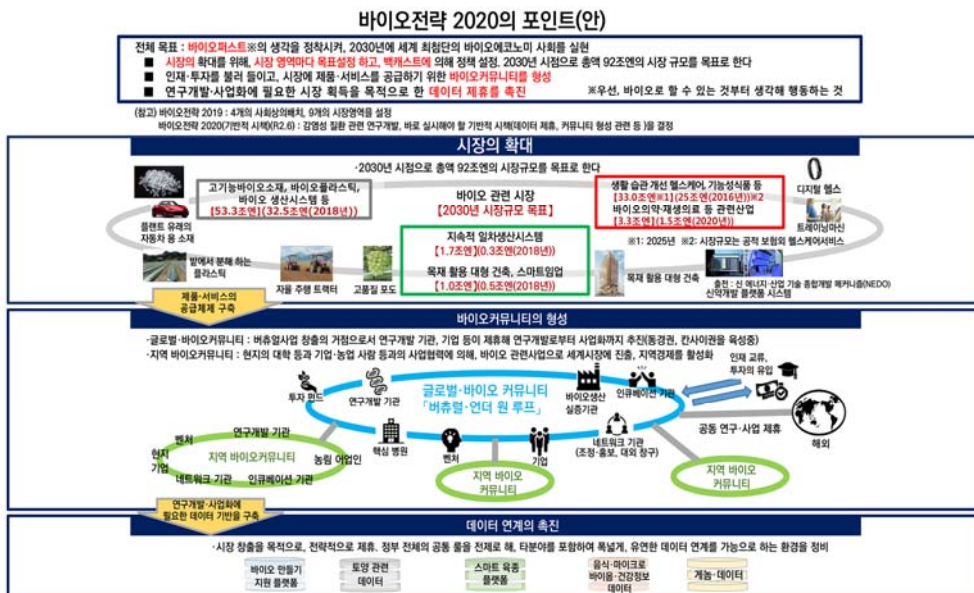 바이오전략 2020의 포인트(안)
전체 목표 : 바이오퍼스트※의 생각을 정착시켜, 2030년에 세계 최첨단의 바이오에코노미 사회를 실현
■ 시장의 확대를 위해, 시장 영역마다 목표설정 하고, 백캐스트에 의해 정책 설정. 2030년 시점으로 총액 92조엔의 시장 규모를 목표로 한다
■ 인재·투자를 불러 들이고, 시장에 제품·서비스를 공급하기 위한 바이오커뮤니티를 형성
■ 연구개발·사업화에 필요한 시장 획득을 목적으로 한 데이터 제휴를 촉진 ※우선, 바이오로 할 수 있는 것부터 생각해 행동하는 것
(참고) 바이오전략 2019 : 4개의 사회상의배치, 9개의 시장영역을 설정
바이오전략 2020(기반적 시책)(R2.6) : 감염성 질환 관련 연구개발, 바로 실시해야 할 기반적 시책(데이터 제휴, 커뮤니티 형성 관련 등 )을 결정
시장의 확대
·2030년 시점으로 총액 92조엔의 시장규모를 목표로 한다
고기능바이오소재, 바이오플라스틱,
바이오 생산시스템 등
【53.3조엔】(32.5조엔(2018년))
바이오 관련 시장
【2030년 시장규모 목표】
생활 습관 개선 헬스케어, 기능성식품 등
【33.0조엔※1】(25조엔(2016년))※2
바이오의약·재생의료 등 관련산업
【3.3조엔】(1.5조엔(2020년))
디지털 헬스
트레이닝마신
플랜트 유래의
자동차 용 소재
지속적 일차생산시스템
【1.7조엔】(0.3조엔(2018년))
목재 활용 대형 건축, 스마트임업
【1.0조엔】(0.5조엔(2018년))
※1: 2025년 ※2: 시장규모는 공적 보험외 헬스케어서비스
밭에서 분해 하는
플라스틱
자율 주행 트랙터
고품질 포도
목재 활용 대형 건축
출전 : 신 에너지·산업 기술 종합개발 메커니즘(NEDO)
신약개발 플랫폼 시스템
제품·서비스의
공급체제 구축
바이오커뮤니티의 형성
·글로벌·바이오커뮤니티 : 버츄얼사업 창출의 거점으로서 연구개발 기관, 기업 등이 제휴해 연구개발로부터 사업화까지 추진(동경권, 칸사이권을 육성중)
·지역 바이오커뮤니티 : 현지의 대학 등과 기업·농업 사람 등과의 사업협력에 의해, 바이오 관련사업으로 세계시장에 진출, 지역경제를 활성화
인재 교류,
투자의 유입
투자 펀드
연구개발 기관
글로벌·바이오 커뮤니티
「버츄럴·언더 원 루프」
바이오생산
실증기관
인큐베이션 기관
공동 연구·사업 제휴
해외
핵심 병원
벤처
기업
네트워크 기관
(조정·홍보, 대외 창구)
벤처
연구개발 기관
현지
기업
지역 바이오커뮤니티
농림 어업인
네트워크 기관
인큐베이션 기관
지역 바이오
커뮤니티
지역 바이오
커뮤니티
연구개발·사업화에
필요한 데이터 기반을 구축
데이터 연계의 촉진
·시장 창출을 목적으로, 전략적으로 제휴. 정부 전체의 공통 룰을 전제로 해, 타분야를 포함하여 폭넓게, 유연한 데이터 연계를 가능으로 하는 환경을 정비
바이오 만들기
지원 플랫폼
토양 관련
데이터
스마트 육종
플랫폼
음식·마이크로
바이옴·건강정보
데이터
게놈·데이터